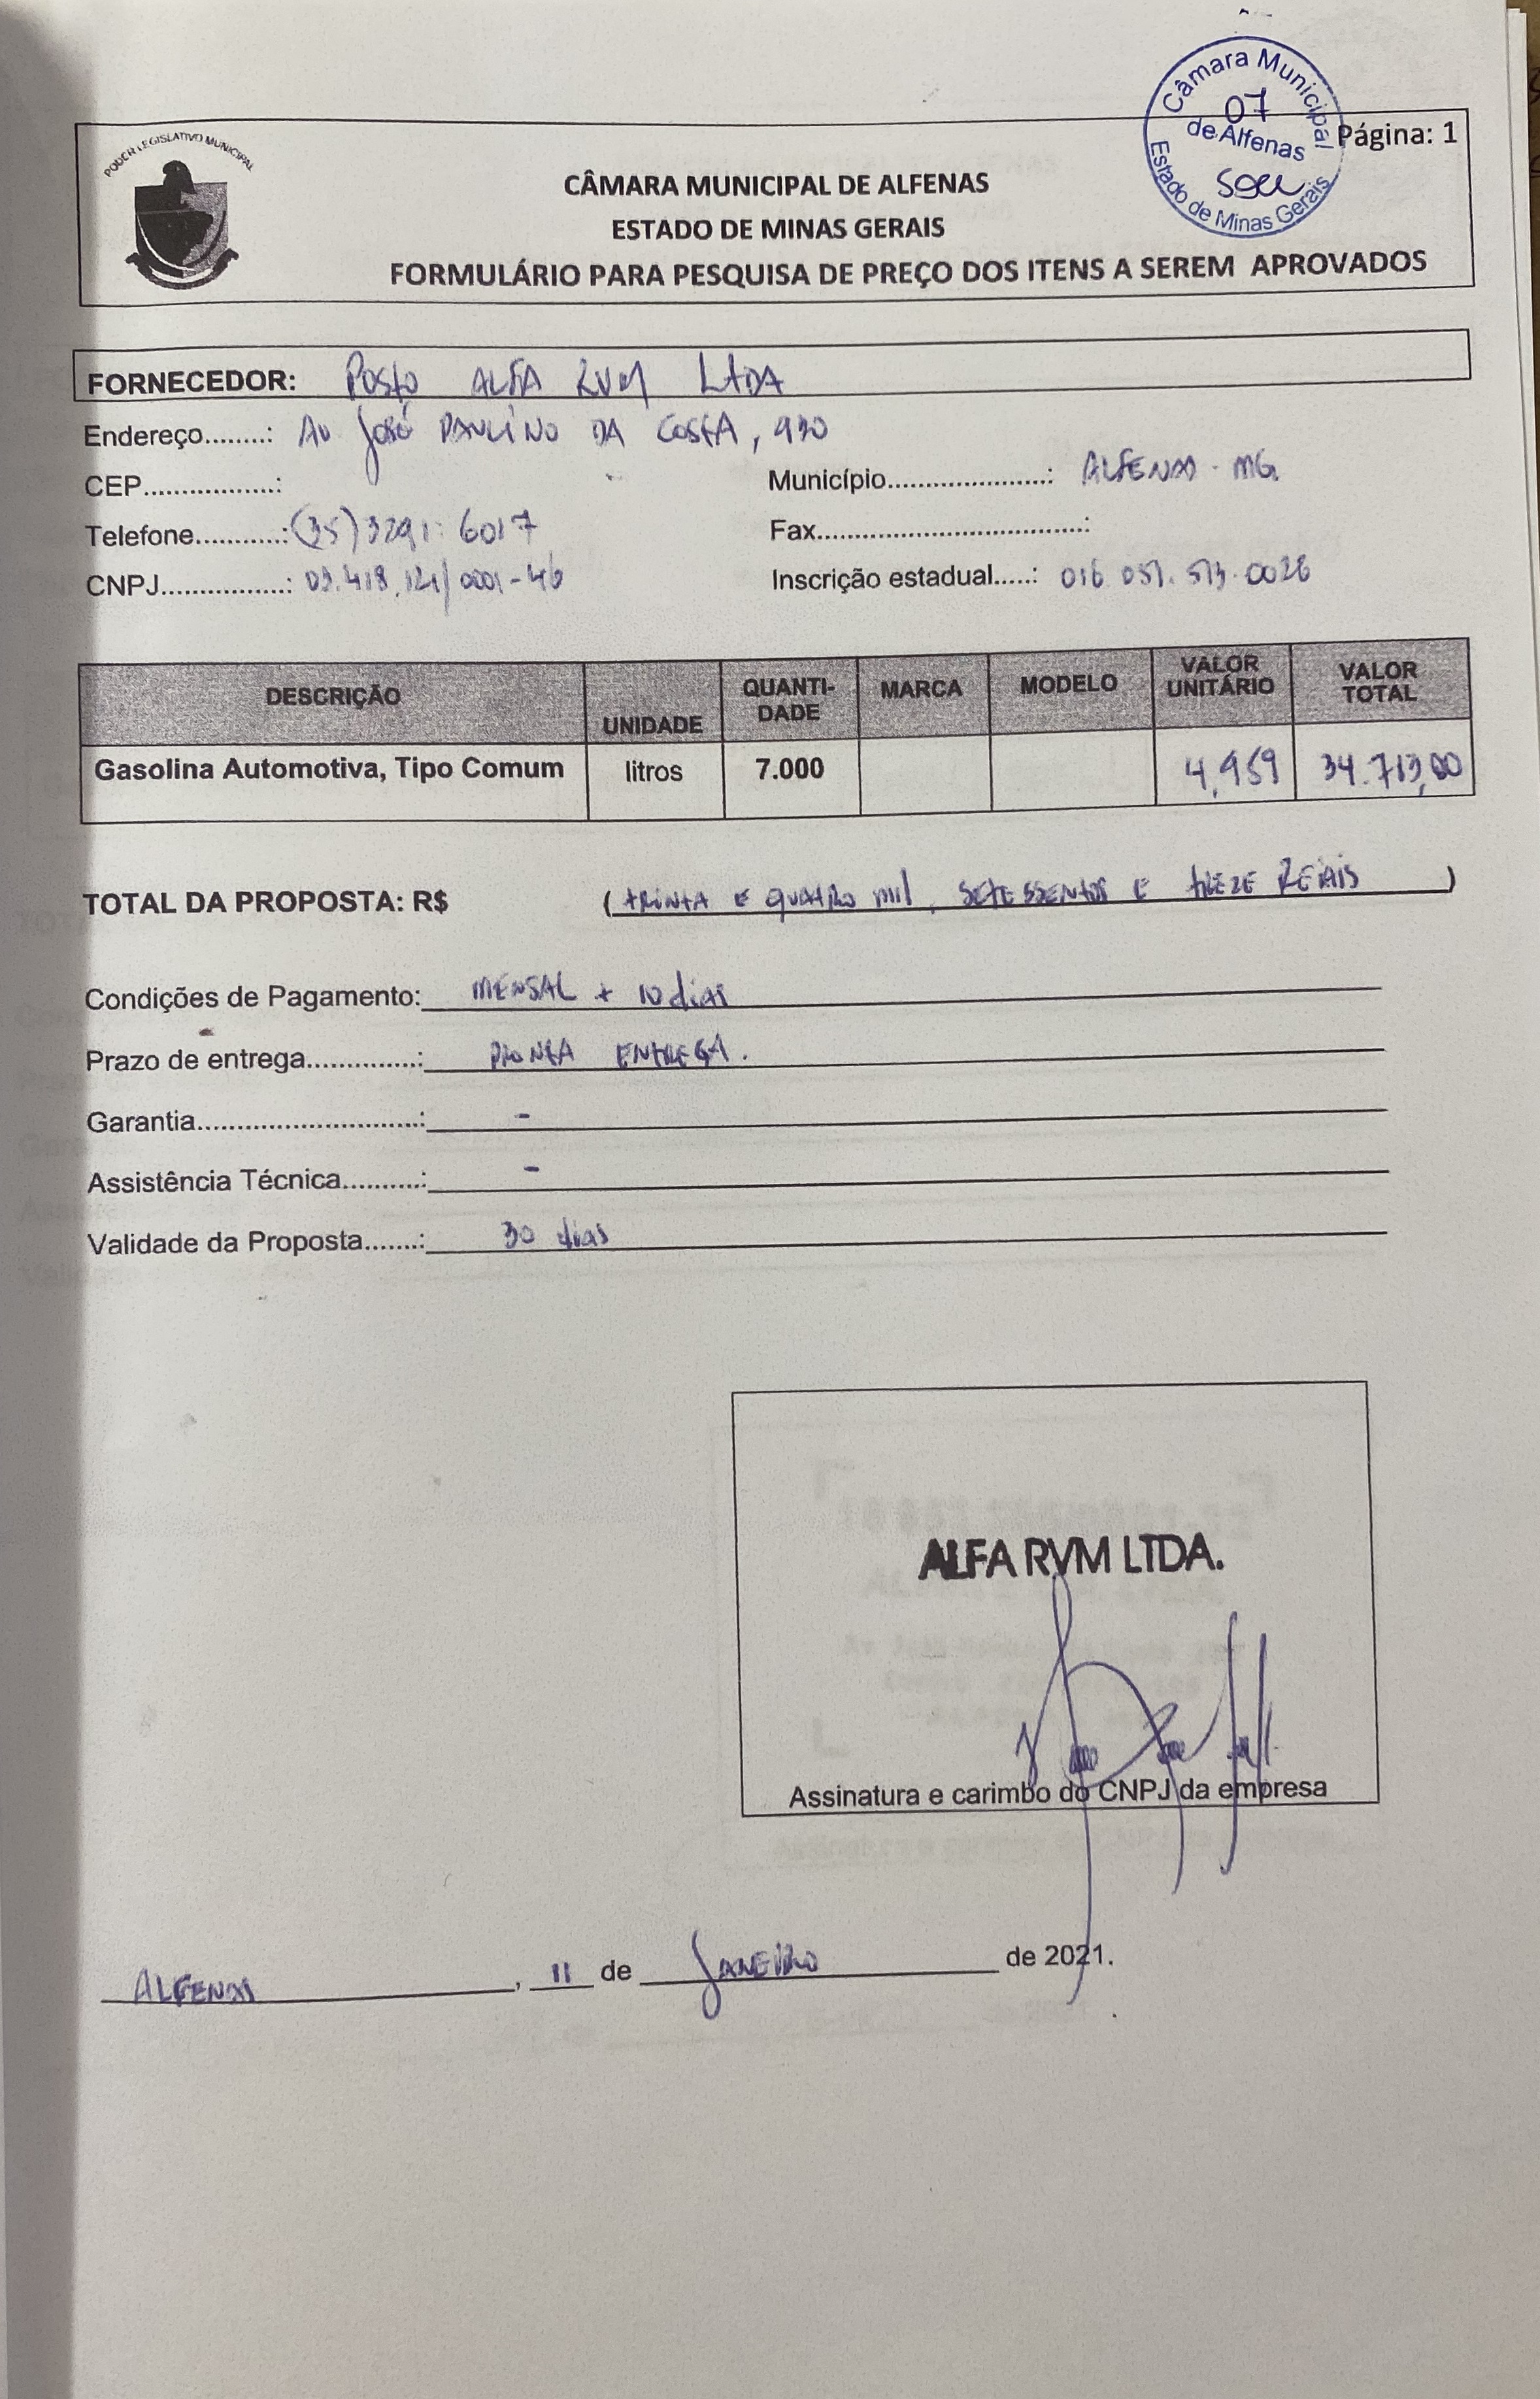 Câmara Municipal
07
de Alfenas
Estado de Minas Gerais
Página: 1
PODER LEGISLATIVO MUNICIPAL
CÂMARA MUNICIPAL DE ALFENAS
ESTADO DE MINAS GERAIS
FORMULÁRIO PARA PESQUISA DE PREÇO DOS ITENS A SEREM APROVADOS
FORNECEDOR: POSTO ALFA RVM LTDA
Endereço........: AV JOSÉ PAULINO DA COSTA, 930
CEP.................: Município.....................: ALFENAS - MG
Telefone............: (35) 3291-6017 Fax...................................:
CNPJ.................: 03.418.121/0001-46 Inscrição estadual.....: 016.051.513.0026
DESCRIÇÃO UNIDADE QUANTI-DADE MARCA MODELO VALOR UNITÁRIO VALOR TOTAL
Gasolina Automotiva, Tipo Comum litros 7.000 4,959 34.713,00
TOTAL DA PROPOSTA: R$ (TRINTA E QUATRO MIL, SETESSENTOS E TREZE REAIS)
Condições de Pagamento: MENSAL + 10 dias
Prazo de entrega...............: PRONTA ENTREGA.
Garantia..............................: -
Assistência Técnica...........: -
Validade da Proposta.......: 30 dias
ALFA RVM LTDA.
Assinatura e carimbo do CNPJ da empresa
ALFENAS, 11 de JANEIRO de 2021.